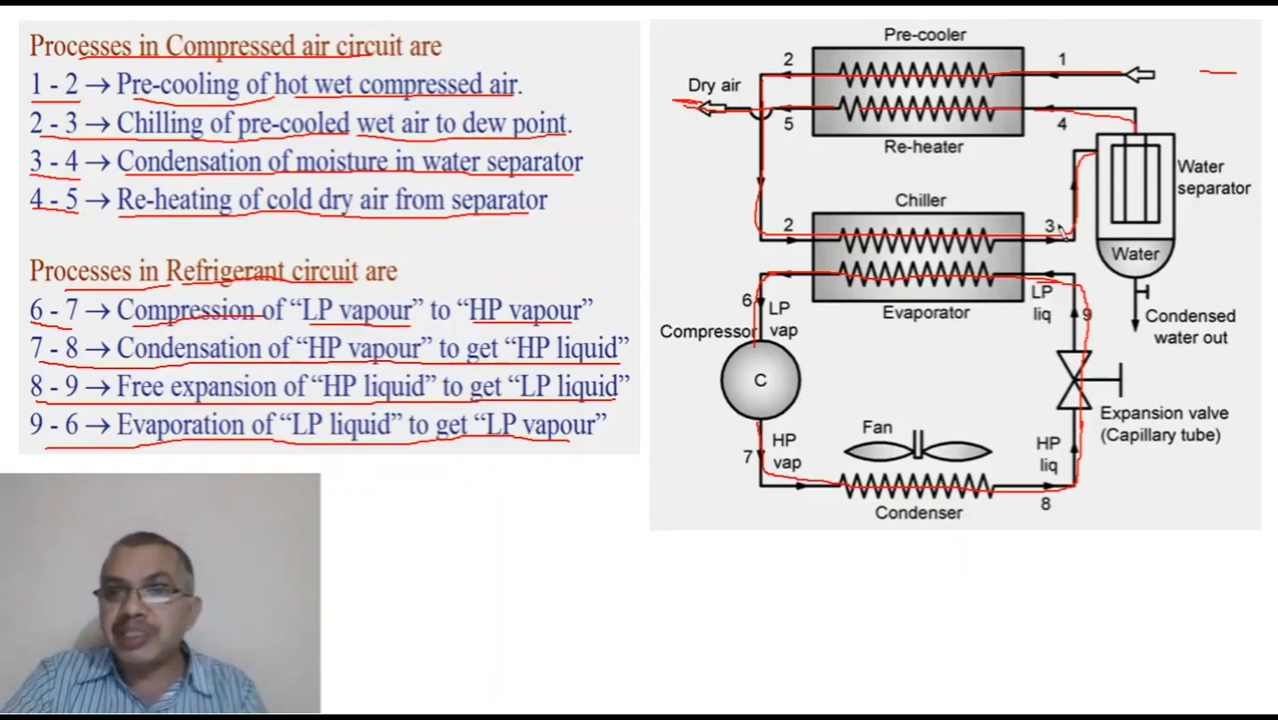 Processes in Compressed air circuit are
1 - 2 → Pre-cooling of hot wet compressed air.
2 - 3 → Chilling of pre-cooled wet air to dew point.
3 - 4 → Condensation of moisture in water separator
4 - 5 → Re-heating of cold dry air from separator
Processes in Refrigerant circuit are
6 - 7 → Compression of “LP vapour” to “HP vapour”
7 - 8 → Condensation of “HP vapour” to get “HP liquid”
8 - 9 → Free expansion of “HP liquid” to get “LP liquid”
9 - 6 → Evaporation of “LP liquid” to get “LP vapour”
Pre-cooler
2
1
Dry air
5
4
Re-heater
Water
separator
Chiller
2
3
Water
6
LP
vap
Evaporator
LP
liq
9
Condensed
water out
Compressor
C
Expansion valve
(Capillary tube)
Fan
7
HP
vap
HP
liq
8
Condenser